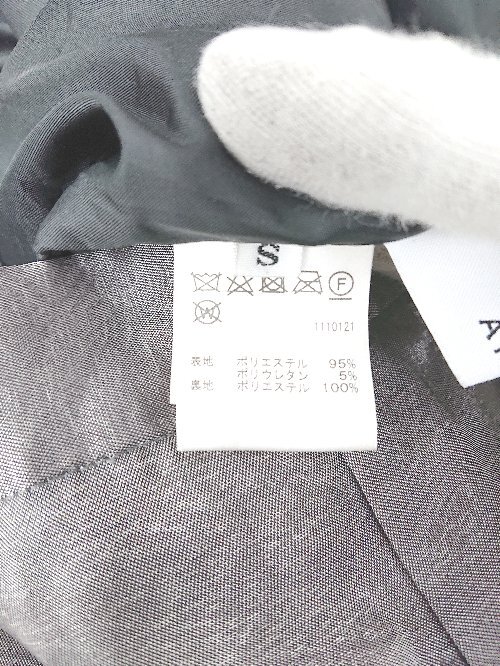 S
F
W
1110121
表地 ポリエステル 95%
ポリウレタン 5%
裏地 ポリエステル 100%